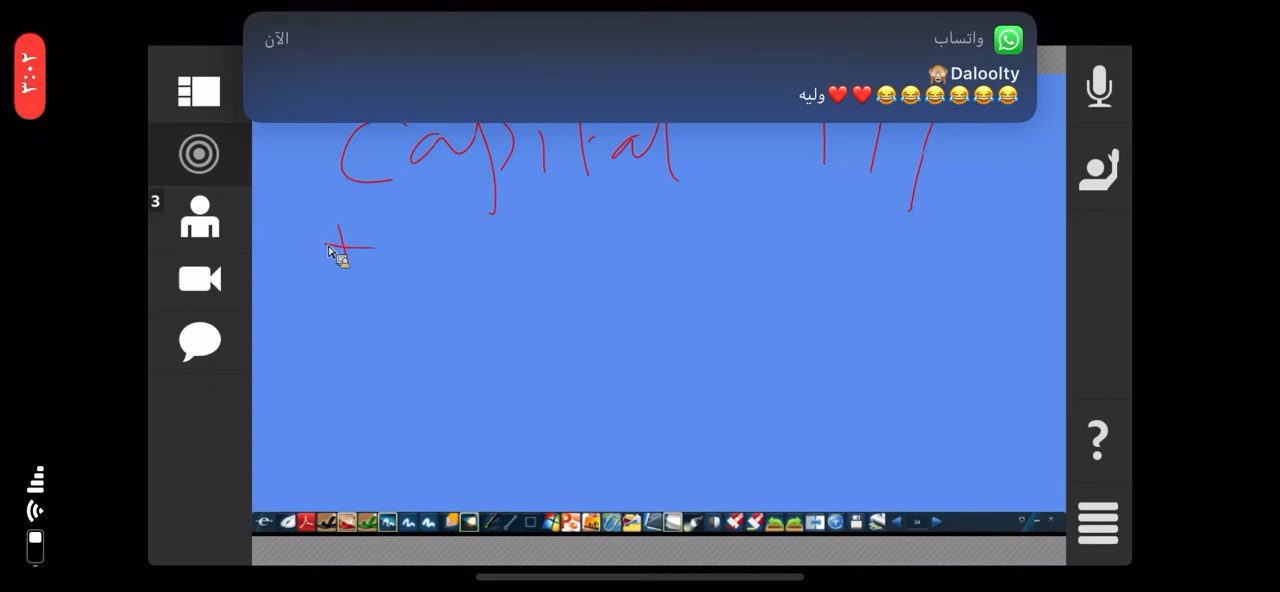 الآن
واتساب
Daloolty🙈
😂😂😂😂😂😂❤️❤️وليه
٣:٠٢
3
Capital
+